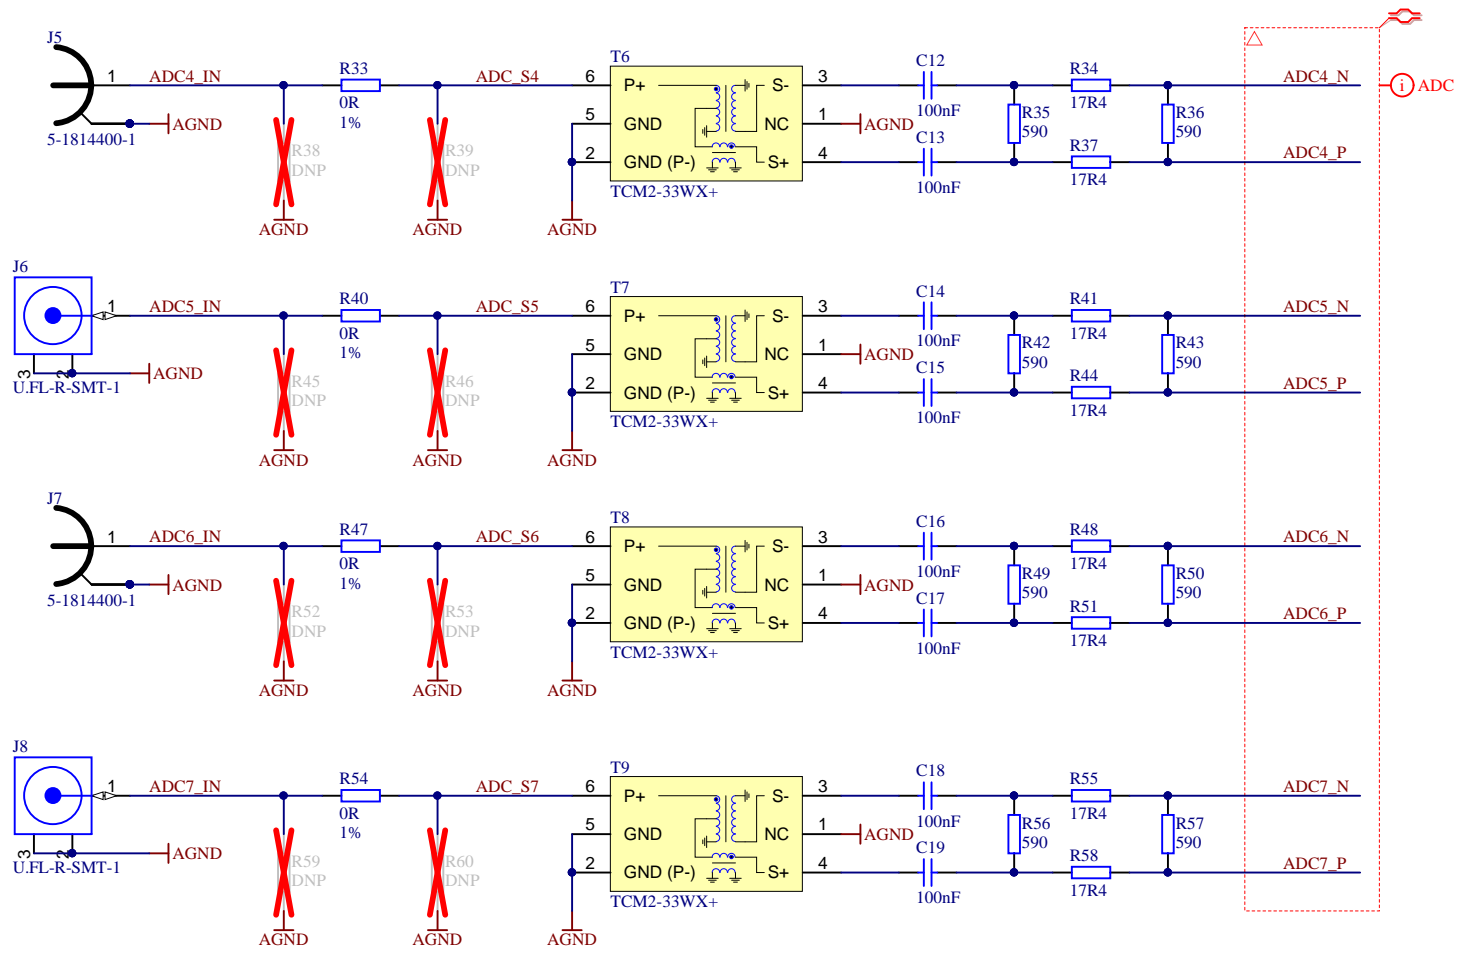 J5
1
ADC4_IN
AGND
5-1814400-1
R33
0R
1%
R38
DNP
AGND
ADC_S4
R39
DNP
AGND
T6
6
P+
S-
3
5
GND
NC
1
AGND
2
GND (P-)
S+
4
TCM2-33WX+
AGND
C12
100nF
C13
100nF
R34
17R4
R35
590
R36
590
R37
17R4
ADC4_N
ADC4_P
i
ADC
J6
1
ADC5_IN
3
2
AGND
U.FL-R-SMT-1
R40
0R
1%
R45
DNP
AGND
ADC_S5
R46
DNP
AGND
T7
6
P+
S-
3
5
GND
NC
1
AGND
2
GND (P-)
S+
4
TCM2-33WX+
AGND
C14
100nF
C15
100nF
R41
17R4
R42
590
R43
590
R44
17R4
ADC5_N
ADC5_P
J7
1
ADC6_IN
AGND
5-1814400-1
R47
0R
1%
R52
DNP
AGND
ADC_S6
R53
DNP
AGND
T8
6
P+
S-
3
5
GND
NC
1
AGND
2
GND (P-)
S+
4
TCM2-33WX+
AGND
C16
100nF
C17
100nF
R48
17R4
R49
590
R50
590
R51
17R4
ADC6_N
ADC6_P
J8
1
ADC7_IN
3
2
AGND
U.FL-R-SMT-1
R54
0R
1%
R59
DNP
AGND
ADC_S7
R60
DNP
AGND
T9
6
P+
S-
3
5
GND
NC
1
AGND
2
GND (P-)
S+
4
TCM2-33WX+
AGND
C18
100nF
C19
100nF
R55
17R4
R56
590
R57
590
R58
17R4
ADC7_N
ADC7_P